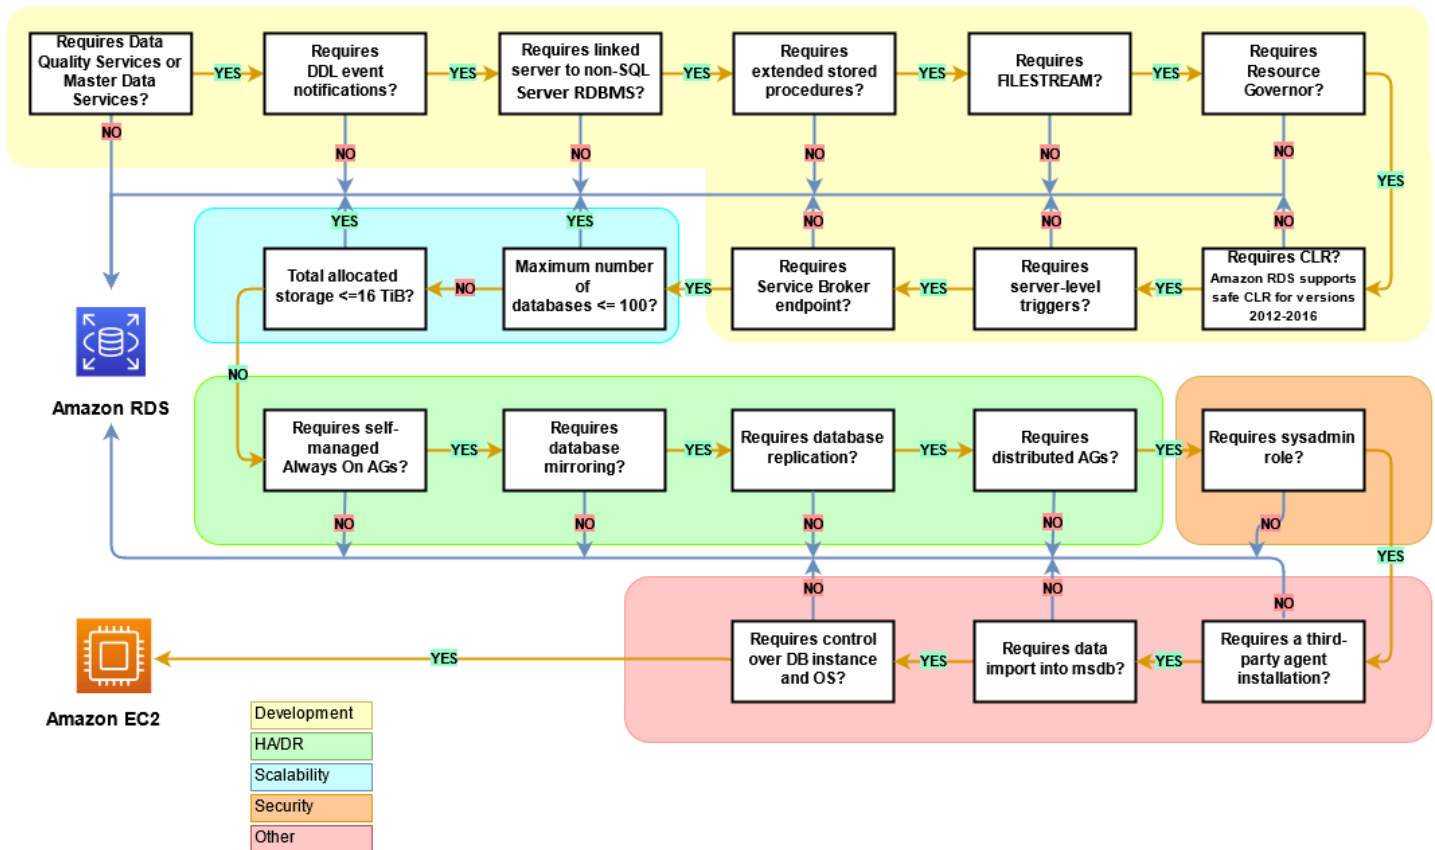 Requires Data
Quality Services or
Master Data
Services?
YES
Requires
DDL event
notifications?
YES
Requires linked
server to non-SQL
Server RDBMS?
YES
Requires
extended stored
procedures?
YES
Requires
FILESTREAM?
YES
Requires
Resource
Governor?
NO
NO
NO
NO
NO
NO
YES
YES
YES
NO
NO
NO
Total allocated
storage <=16 TiB?
NO
Maximum number
of
databases <= 100?
YES
Requires
Service Broker
endpoint?
YES
Requires
server-level
triggers?
YES
Requires CLR?
Amazon RDS supports
safe CLR for versions
2012-2016
Amazon RDS
NO
Requires self-
managed
Always On AGs?
YES
Requires
database
mirroring?
YES
Requires database
replication?
YES
Requires
distributed AGs?
YES
Requires sysadmin
role?
NO
NO
NO
NO
NO
YES
NO
NO
NO
Amazon EC2
YES
Requires control
over DB instance
and OS?
YES
Requires data
import into msdb?
YES
Requires a third-
party agent
installation?
Development
HA/DR
Scalability
Security
Other